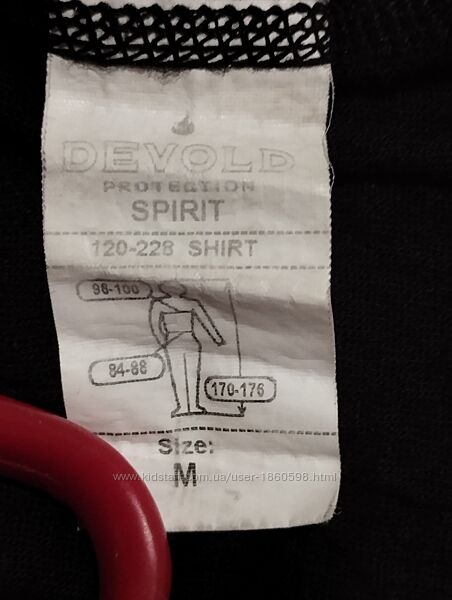 DEVOLD
PROTECTION
SPIRIT
120-228 SHIRT
96-100
84-88
170-176
Size:
M
www.kidstaff.com.ua/user-1860598.html